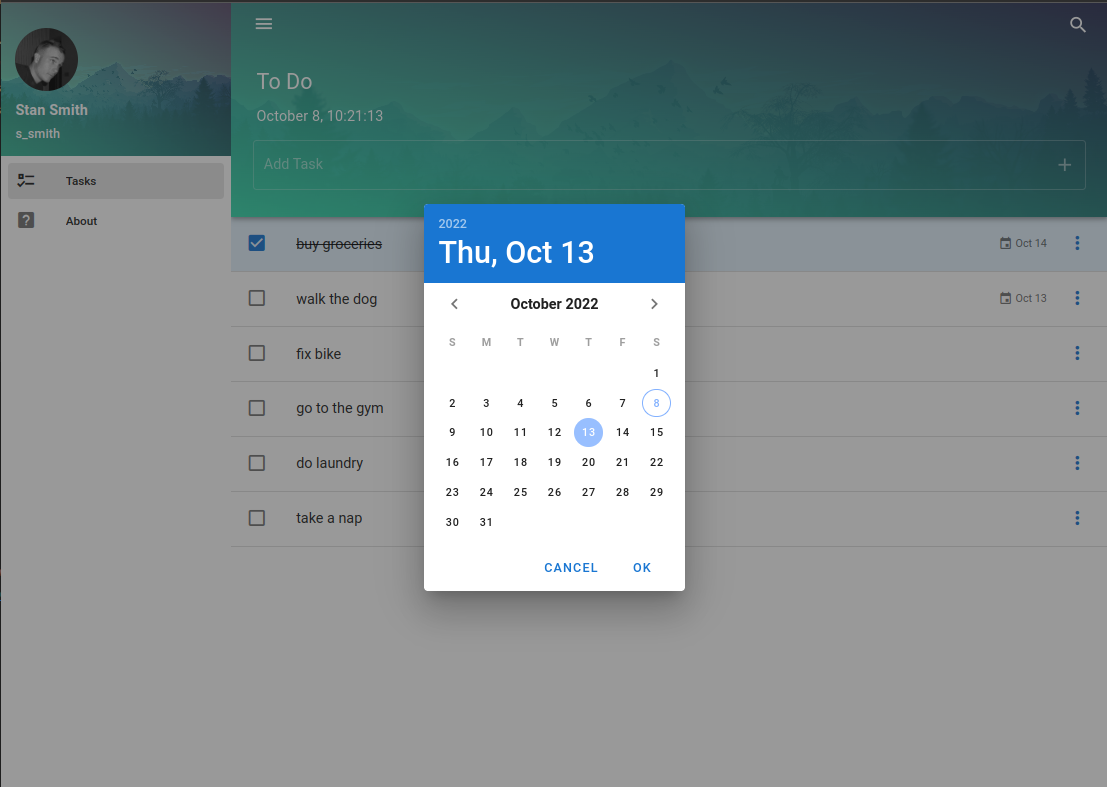 Stan Smith
s_smith
Tasks
About
To Do
October 8, 10:21:13
Add Task
buy groceries
Oct 14
walk the dog
Oct 13
fix bike
go to the gym
do laundry
take a nap
2022
Thu, Oct 13
October 2022
S M T W T F S
1
2 3 4 5 6 7 8
9 10 11 12 13 14 15
16 17 18 19 20 21 22
23 24 25 26 27 28 29
30 31
CANCEL OK